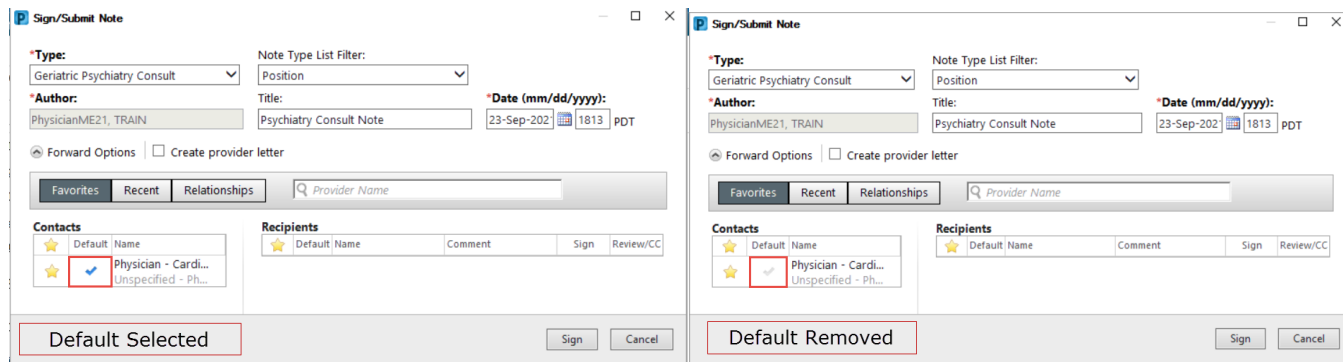 P Sign/Submit Note
*Type:
Note Type List Filter:
Geriatric Psychiatry Consult
Position
*Author:
Title:
*Date (mm/dd/yyyy):
PhysicianME21, TRAIN
Psychiatry Consult Note
23-Sep-202
1813
PDT
Forward Options
Create provider letter
Favorites
Recent
Relationships
Provider Name
Contacts
Default Name
Physician - Cardi...
Unspecified - Ph...
Recipients
Default Name Comment Sign Review/CC
Default Selected
Sign
Cancel
P Sign/Submit Note
*Type:
Note Type List Filter:
Geriatric Psychiatry Consult
Position
*Author:
Title:
*Date (mm/dd/yyyy):
PhysicianME21, TRAIN
Psychiatry Consult Note
23-Sep-202
1813
PDT
Forward Options
Create provider letter
Favorites
Recent
Relationships
Provider Name
Contacts
Default Name
Physician - Cardi...
Unspecified - Ph...
Recipients
Default Name Comment Sign Review/CC
Default Removed
Sign
Cancel